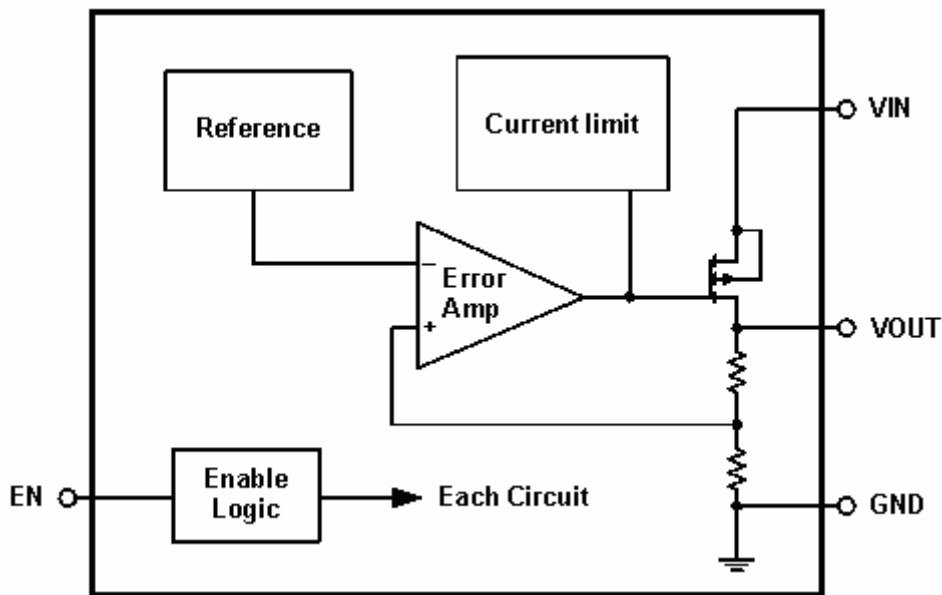 Reference
Current limit
VIN
−
Error
Amp
+
VOUT
EN
Enable
Logic
Each Circuit
GND